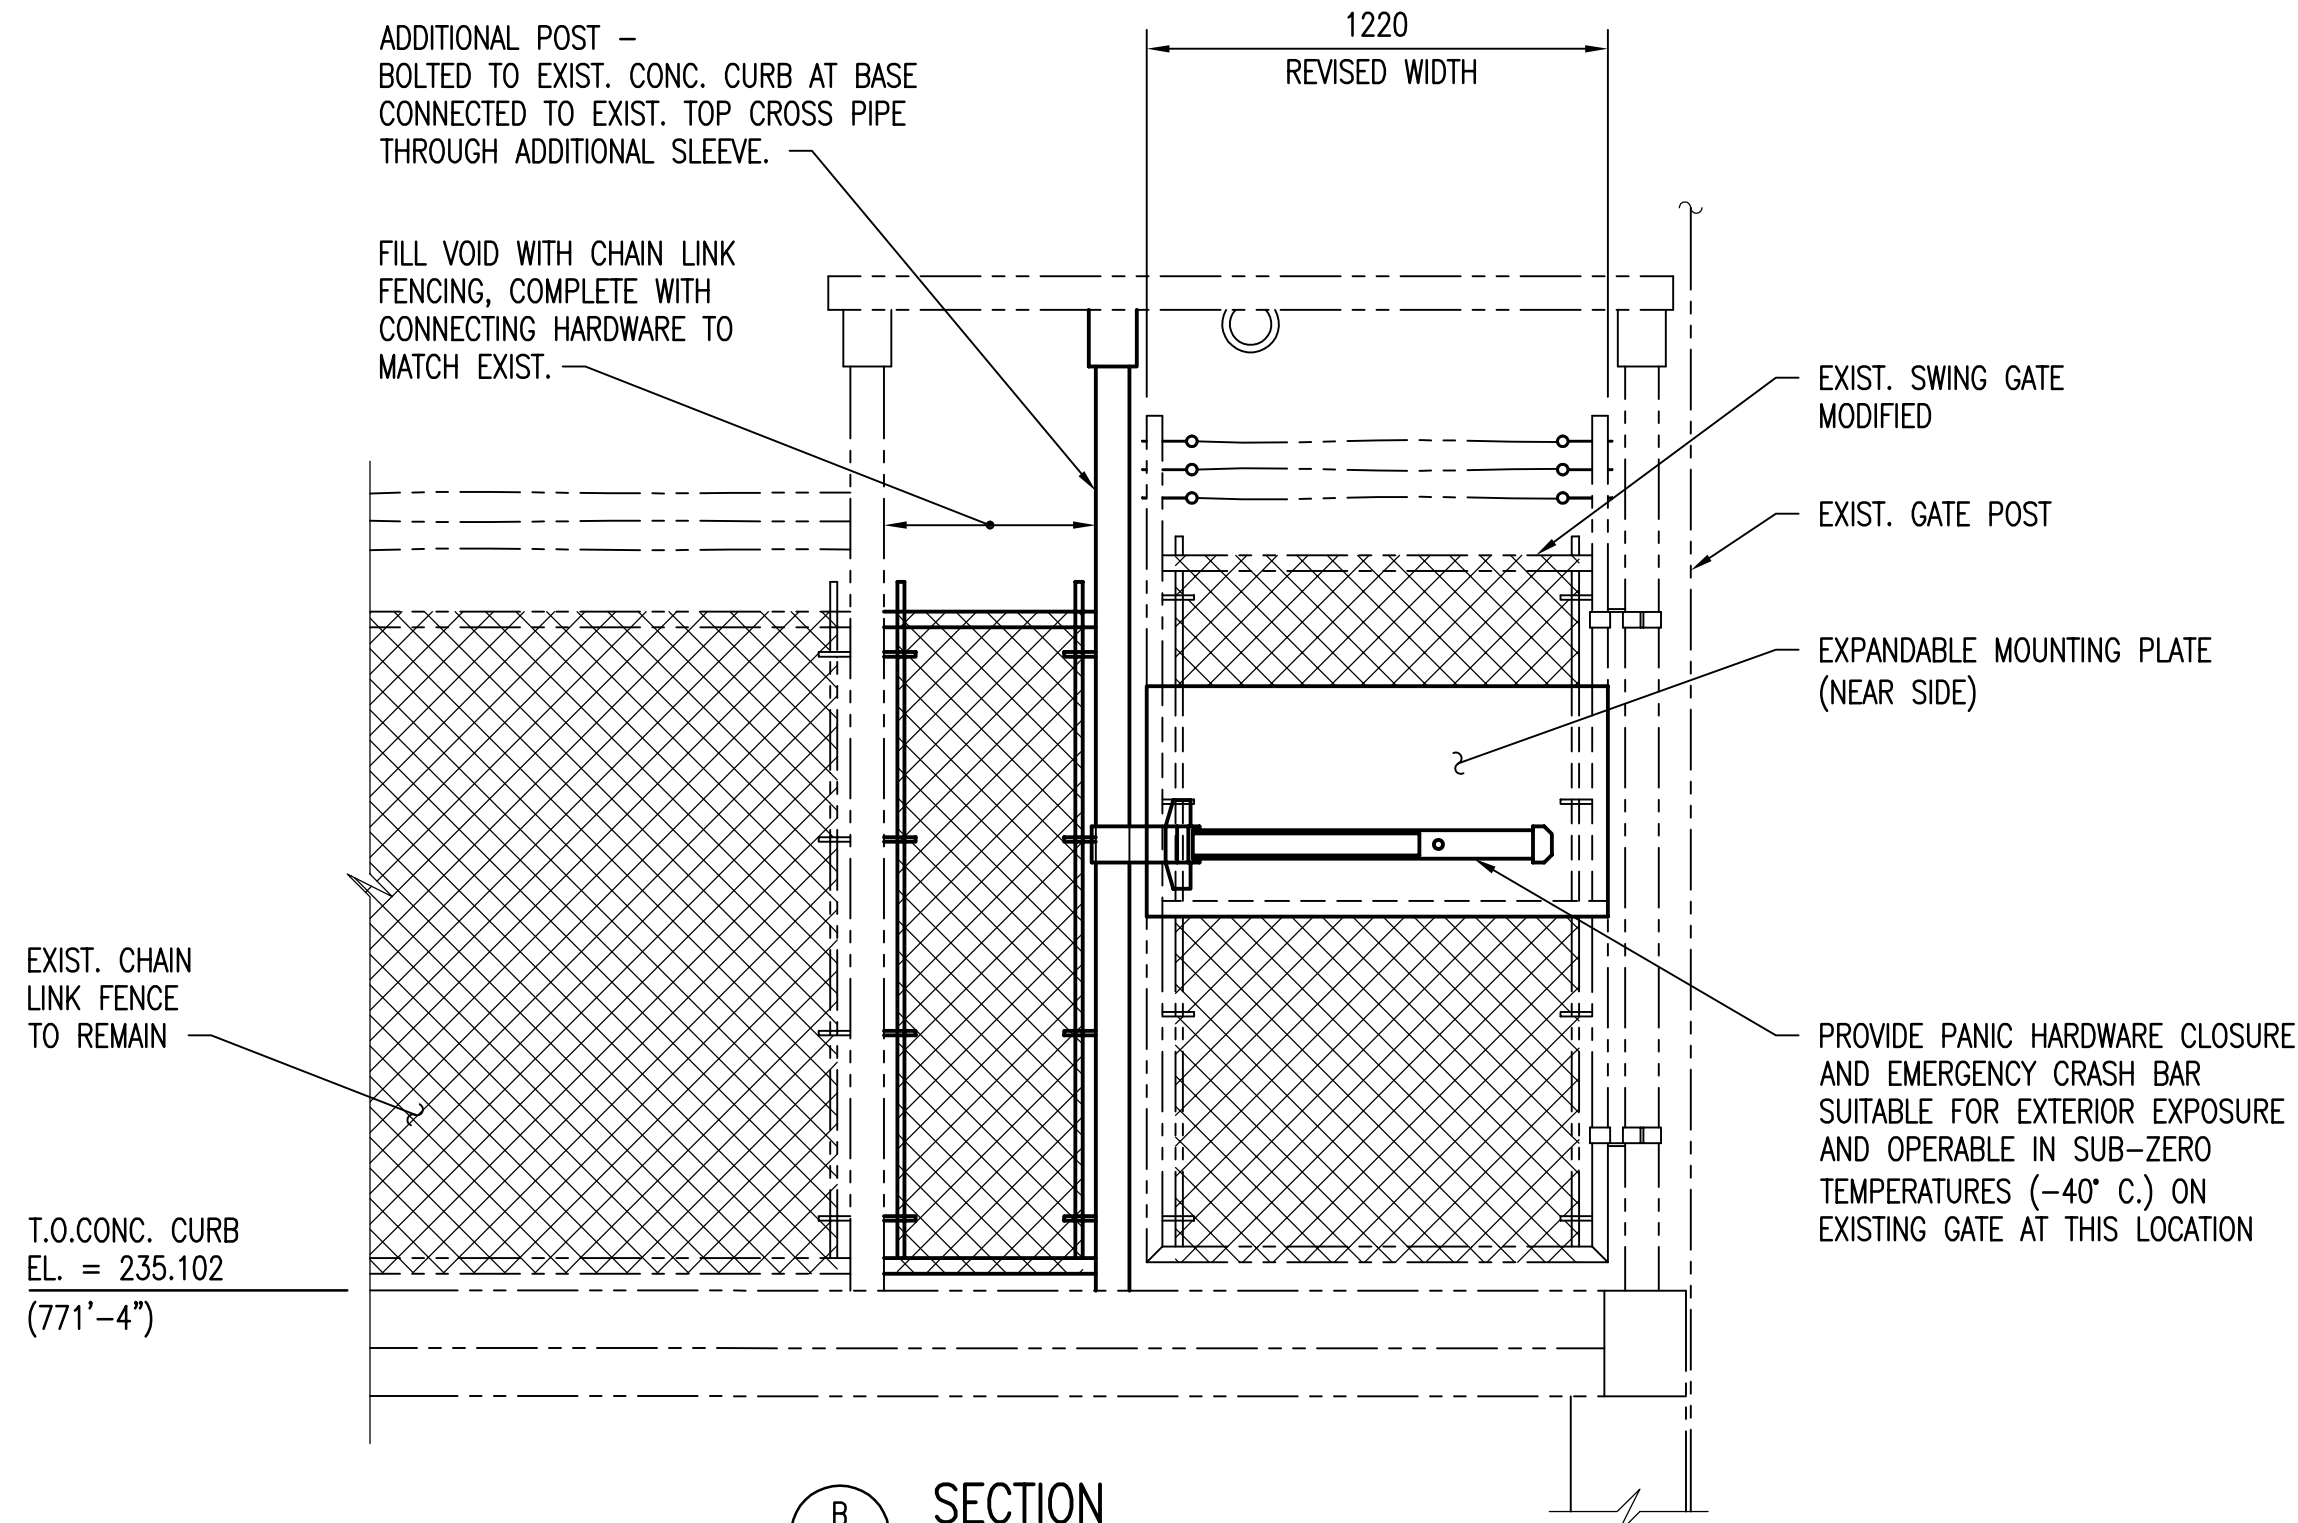 ADDITIONAL POST –
BOLTED TO EXIST. CONC. CURB AT BASE
CONNECTED TO EXIST. TOP CROSS PIPE
THROUGH ADDITIONAL SLEEVE.
1220
REVISED WIDTH
FILL VOID WITH CHAIN LINK
FENCING, COMPLETE WITH
CONNECTING HARDWARE TO
MATCH EXIST.
EXIST. SWING GATE
MODIFIED
EXIST. GATE POST
EXPANDABLE MOUNTING PLATE
(NEAR SIDE)
EXIST. CHAIN
LINK FENCE
TO REMAIN
PROVIDE PANIC HARDWARE CLOSURE
AND EMERGENCY CRASH BAR
SUITABLE FOR EXTERIOR EXPOSURE
AND OPERABLE IN SUB-ZERO
TEMPERATURES (-40° C.) ON
EXISTING GATE AT THIS LOCATION
T.O.CONC. CURB
EL. = 235.102
(771'-4")
B
SECTION